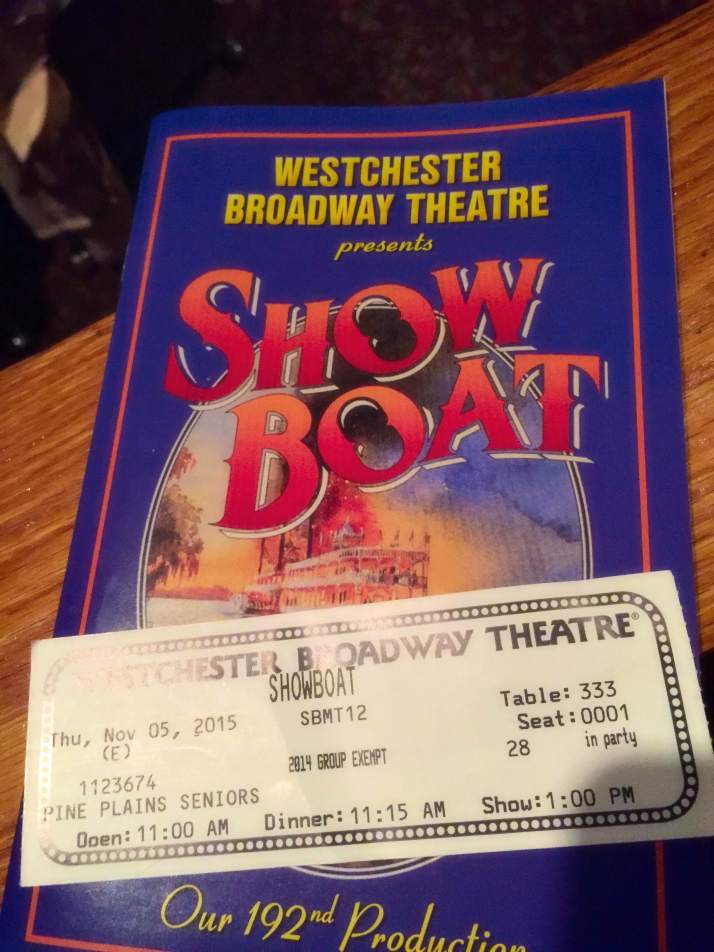 WESTCHESTER
BROADWAY THEATRE
presents
SHOW
BOAT
WESTCHESTER BROADWAY THEATRE®
SHOWBOAT
SBMT12
Table: 333
Thu, Nov 05, 2015
Seat:0001
(E)
2014 GROUP EXEMPT
28 in party
1123674
PINE PLAINS SENIORS
Open: 11:00 AM Dinner: 11:15 AM Show: 1:00 PM
Our 192nd Production